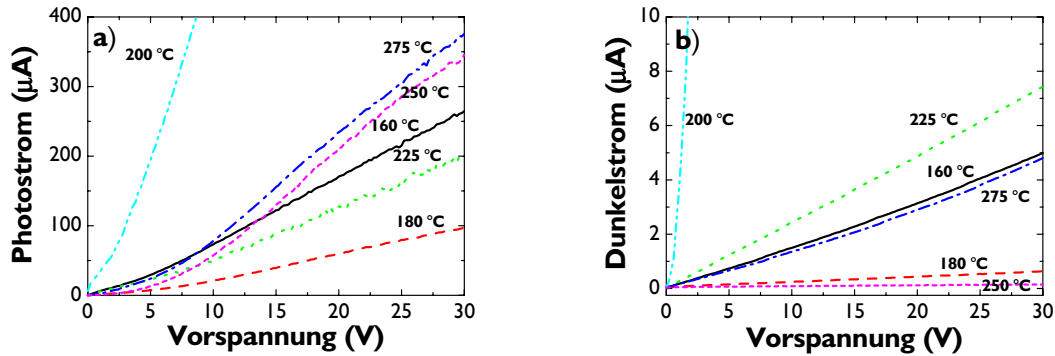 a)
400
300
200
100
0
Photostrom (µA)
200 °C
275 °C
250 °C
160 °C
225 °C
180 °C
0 5 10 15 20 25 30
Vorspannung (V)
b)
10
8
6
4
2
0
Dunkelstrom (µA)
200 °C
225 °C
160 °C
275 °C
180 °C
250 °C
0 5 10 15 20 25 30
Vorspannung (V)